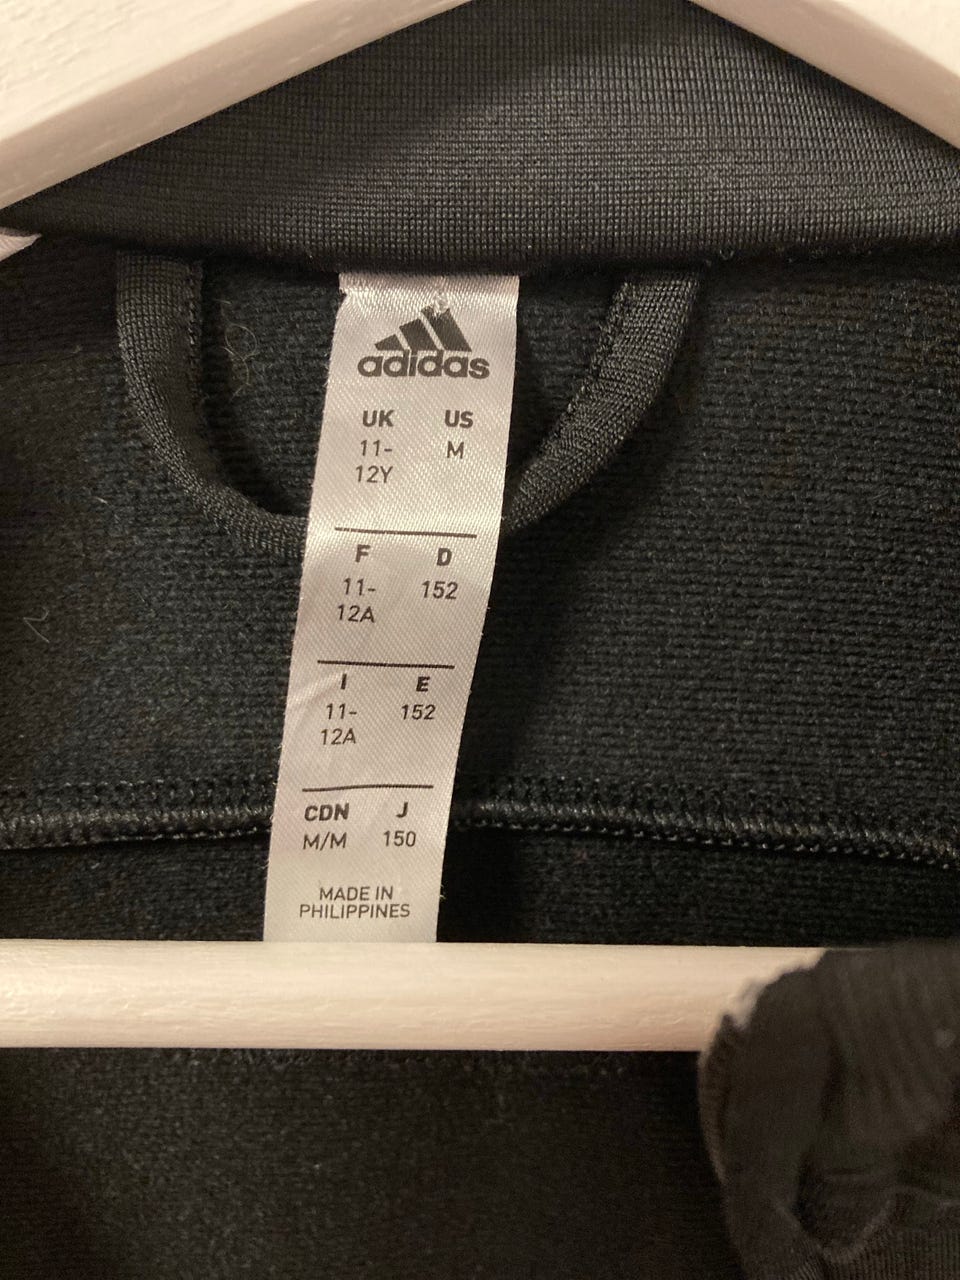 adidas
UK US
11-12Y M
F D
11-12A 152
I E
11-12A 152
CDN J
M/M 150
MADE IN
PHILIPPINES